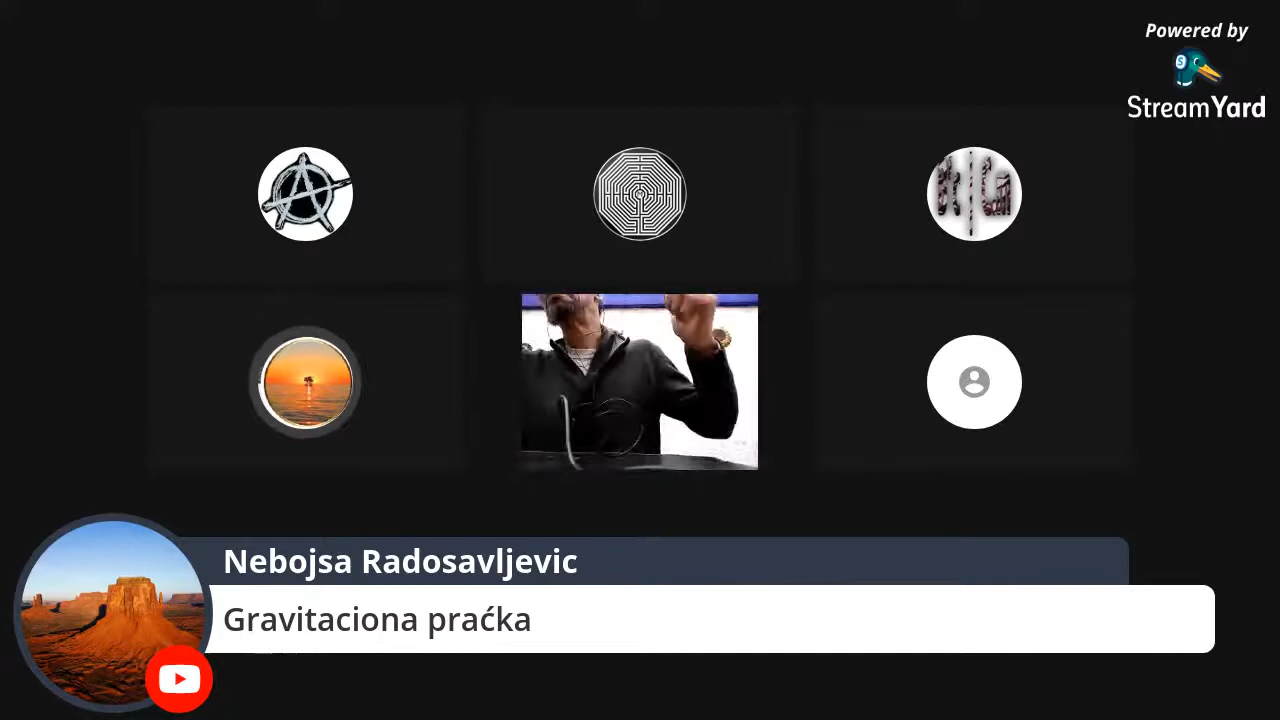 Powered by
StreamYard
Nebojsa Radosavljevic
Gravitaciona praćka